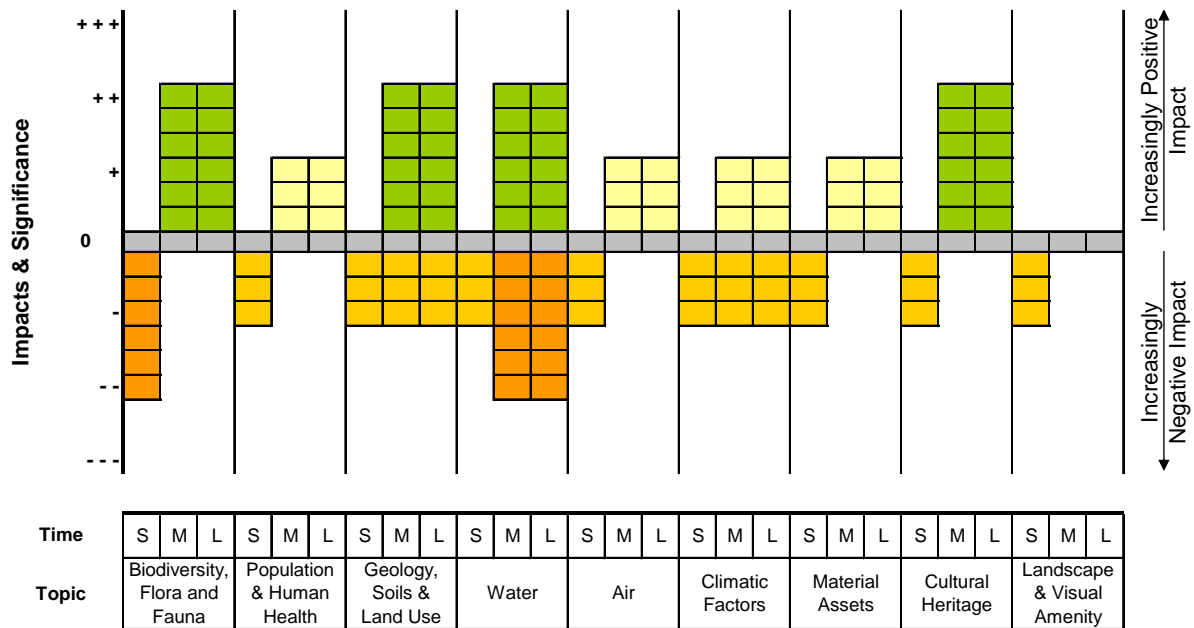 + + +
+ +
+
0
-
- -
- - -
Impacts & Significance
Increasingly Positive
Impact
Increasingly
Negative Impact
Time S M L S M L S M L S M L S M L S M L S M L S M L S M L
Topic
Biodiversity,
Flora and
Fauna
Population
& Human
Health
Geology,
Soils &
Land Use
Water
Air
Climatic
Factors
Material
Assets
Cultural
Heritage
Landscape
& Visual
Amenity